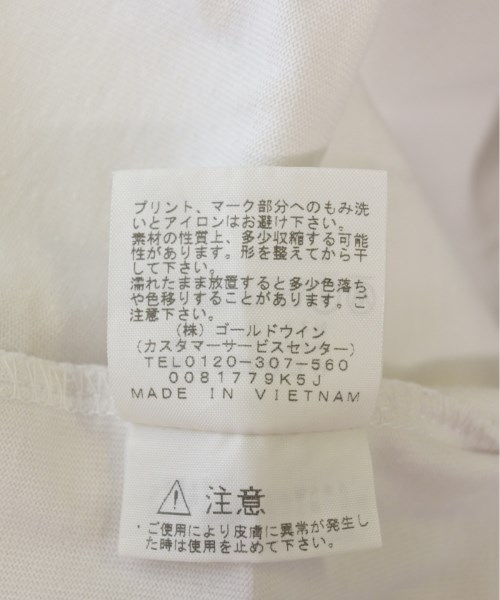 プリント、マーク部分へのもみ洗
いとアイロンはお避け下さい。
素材の性質上、多少収縮する可能
性があります。形を整えてから干
して下さい。
濡れたまま放置すると多少色落ち
や色移りすることがあります。ご
注意下さい。
(株)ゴールドウイン
(カスタマーサービスセンター)
TEL0120-307-560
0081779K5J
MADE IN VIETNAM
⚠ 注意
・ご使用により皮膚に異常が発生し
た時は使用を止めて下さい。